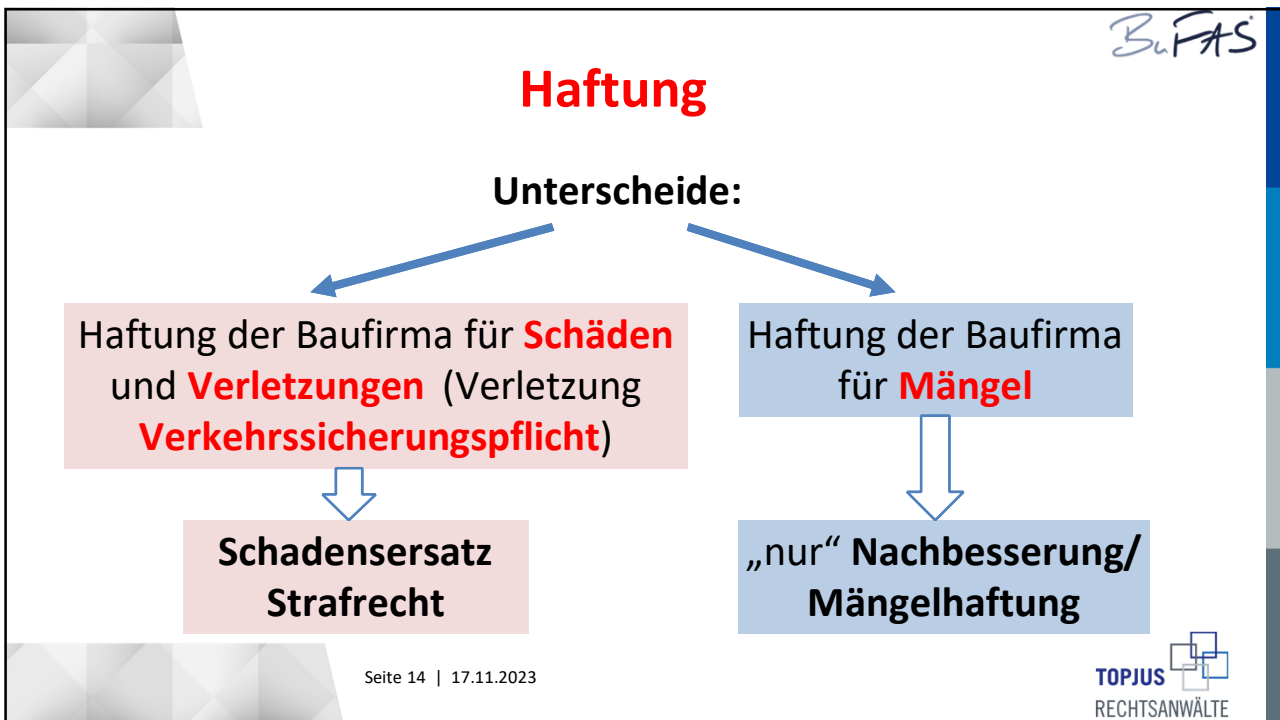 BuFAS
Haftung
Unterscheide:
Haftung der Baufirma für Schäden
und Verletzungen (Verletzung
Verkehrssicherungspflicht)
Haftung der Baufirma
für Mängel
Schadensersatz
Strafrecht
„nur“ Nachbesserung/
Mängelhaftung
Seite 14 | 17.11.2023
TOPJUS
RECHTSANWÄLTE